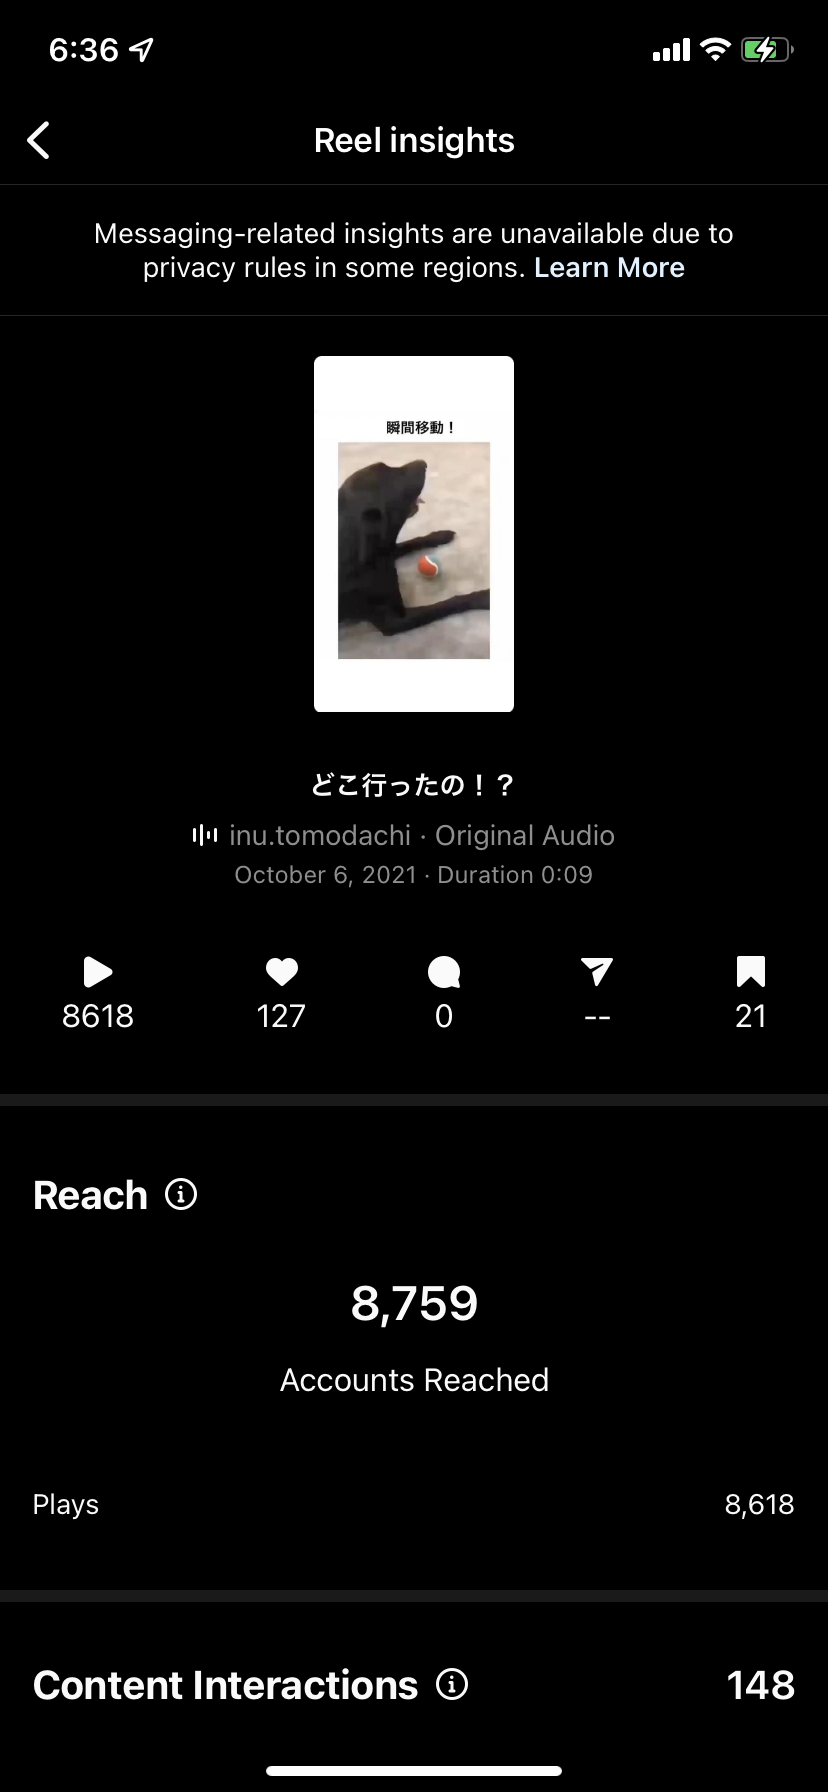 6:36
Reel insights
Messaging-related insights are unavailable due to
privacy rules in some regions. Learn More
瞬間移動！
どこ行ったの！？
inu.tomodachi · Original Audio
October 6, 2021 · Duration 0:09
8618 127 0 -- 21
Reach
8,759
Accounts Reached
Plays 8,618
Content Interactions 148